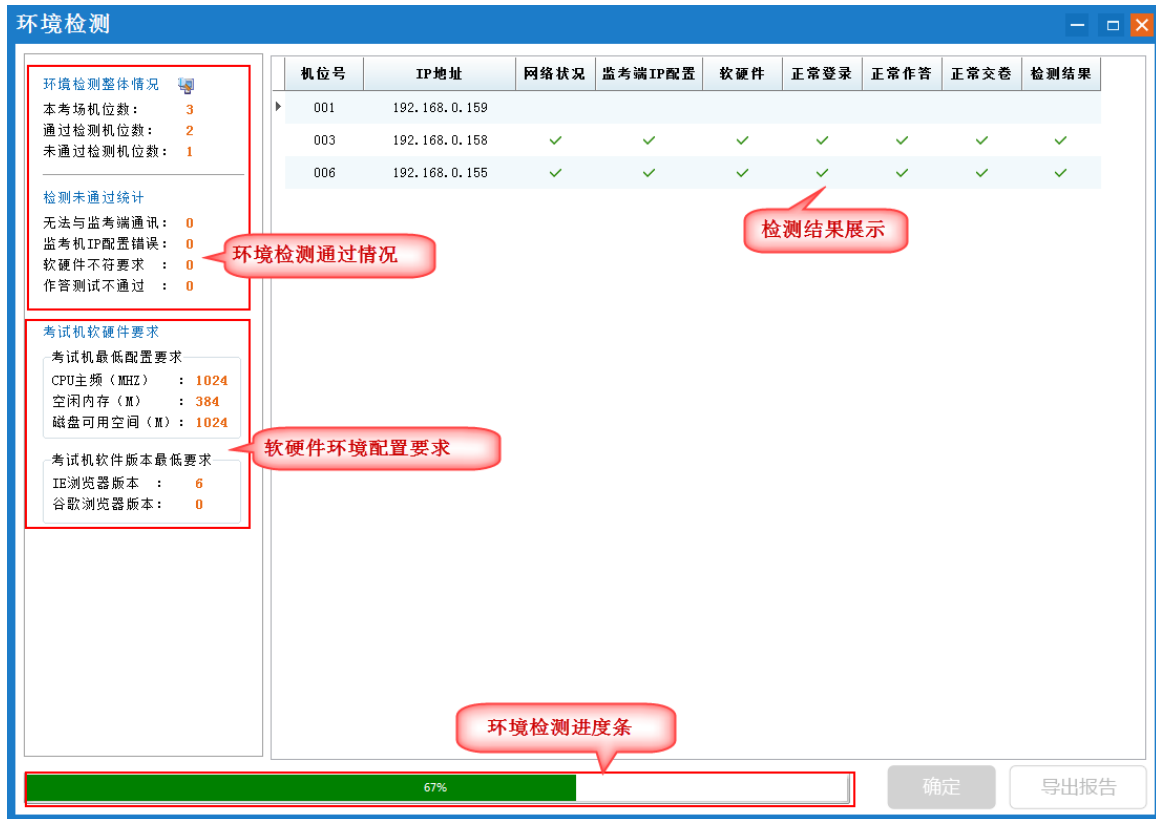 环境检测
环境检测整体情况
本考场机位数： 3
通过检测机位数： 2
未通过检测机位数： 1
检测未通过统计
无法与监考端通讯： 0
监考机IP配置错误： 0
软硬件不符要求 ： 0
作答测试不通过 ： 0
环境检测通过情况
考试机软硬件要求
考试机最低配置要求
CPU主频（MHZ） ： 1024
空闲内存（M） ： 384
磁盘可用空间（M）： 1024
软硬件环境配置要求
考试机软件版本最低要求
IE浏览器版本 ： 6
谷歌浏览器版本： 0
机位号 IP地址 网络状况 监考端IP配置 软硬件 正常登录 正常作答 正常交卷 检测结果
001 192.168.0.159
003 192.168.0.158 ✓ ✓ ✓ ✓ ✓ ✓ ✓
006 192.168.0.155 ✓ ✓ ✓ ✓ ✓ ✓ ✓
检测结果展示
环境检测进度条
67%
确定 导出报告